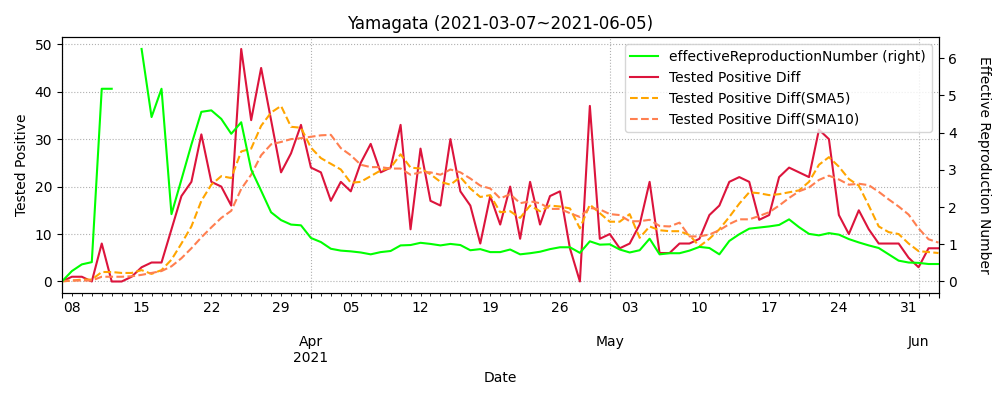 Yamagata (2021-03-07~2021-06-05)
effectiveReproductionNumber (right)
Tested Positive Diff
Tested Positive Diff(SMA5)
Tested Positive Diff(SMA10)
Tested Positive
50
40
30
20
10
0
Effective Reproduction Number
6
5
4
3
2
1
0
08 15 22 29 05 12 19 26 03 10 17 24 31
Apr May Jun
2021
Date